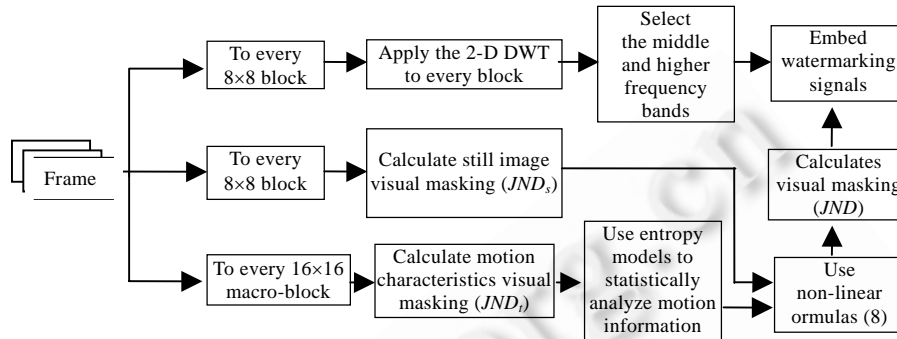 Frame
To every
8×8 block
Apply the 2-D DWT
to every block
Select
the middle
and higher
frequency
bands
Embed
watermarking
signals
To every
8×8 block
Calculate still image
visual masking (JNDs)
Calculates
visual masking
(JND)
To every 16×16
macro-block
Calculate motion
characteristics visual
masking (JNDt)
Use entropy
models to
statistically
analyze motion
information
Use
non-linear
ormulas (8)
org.cn